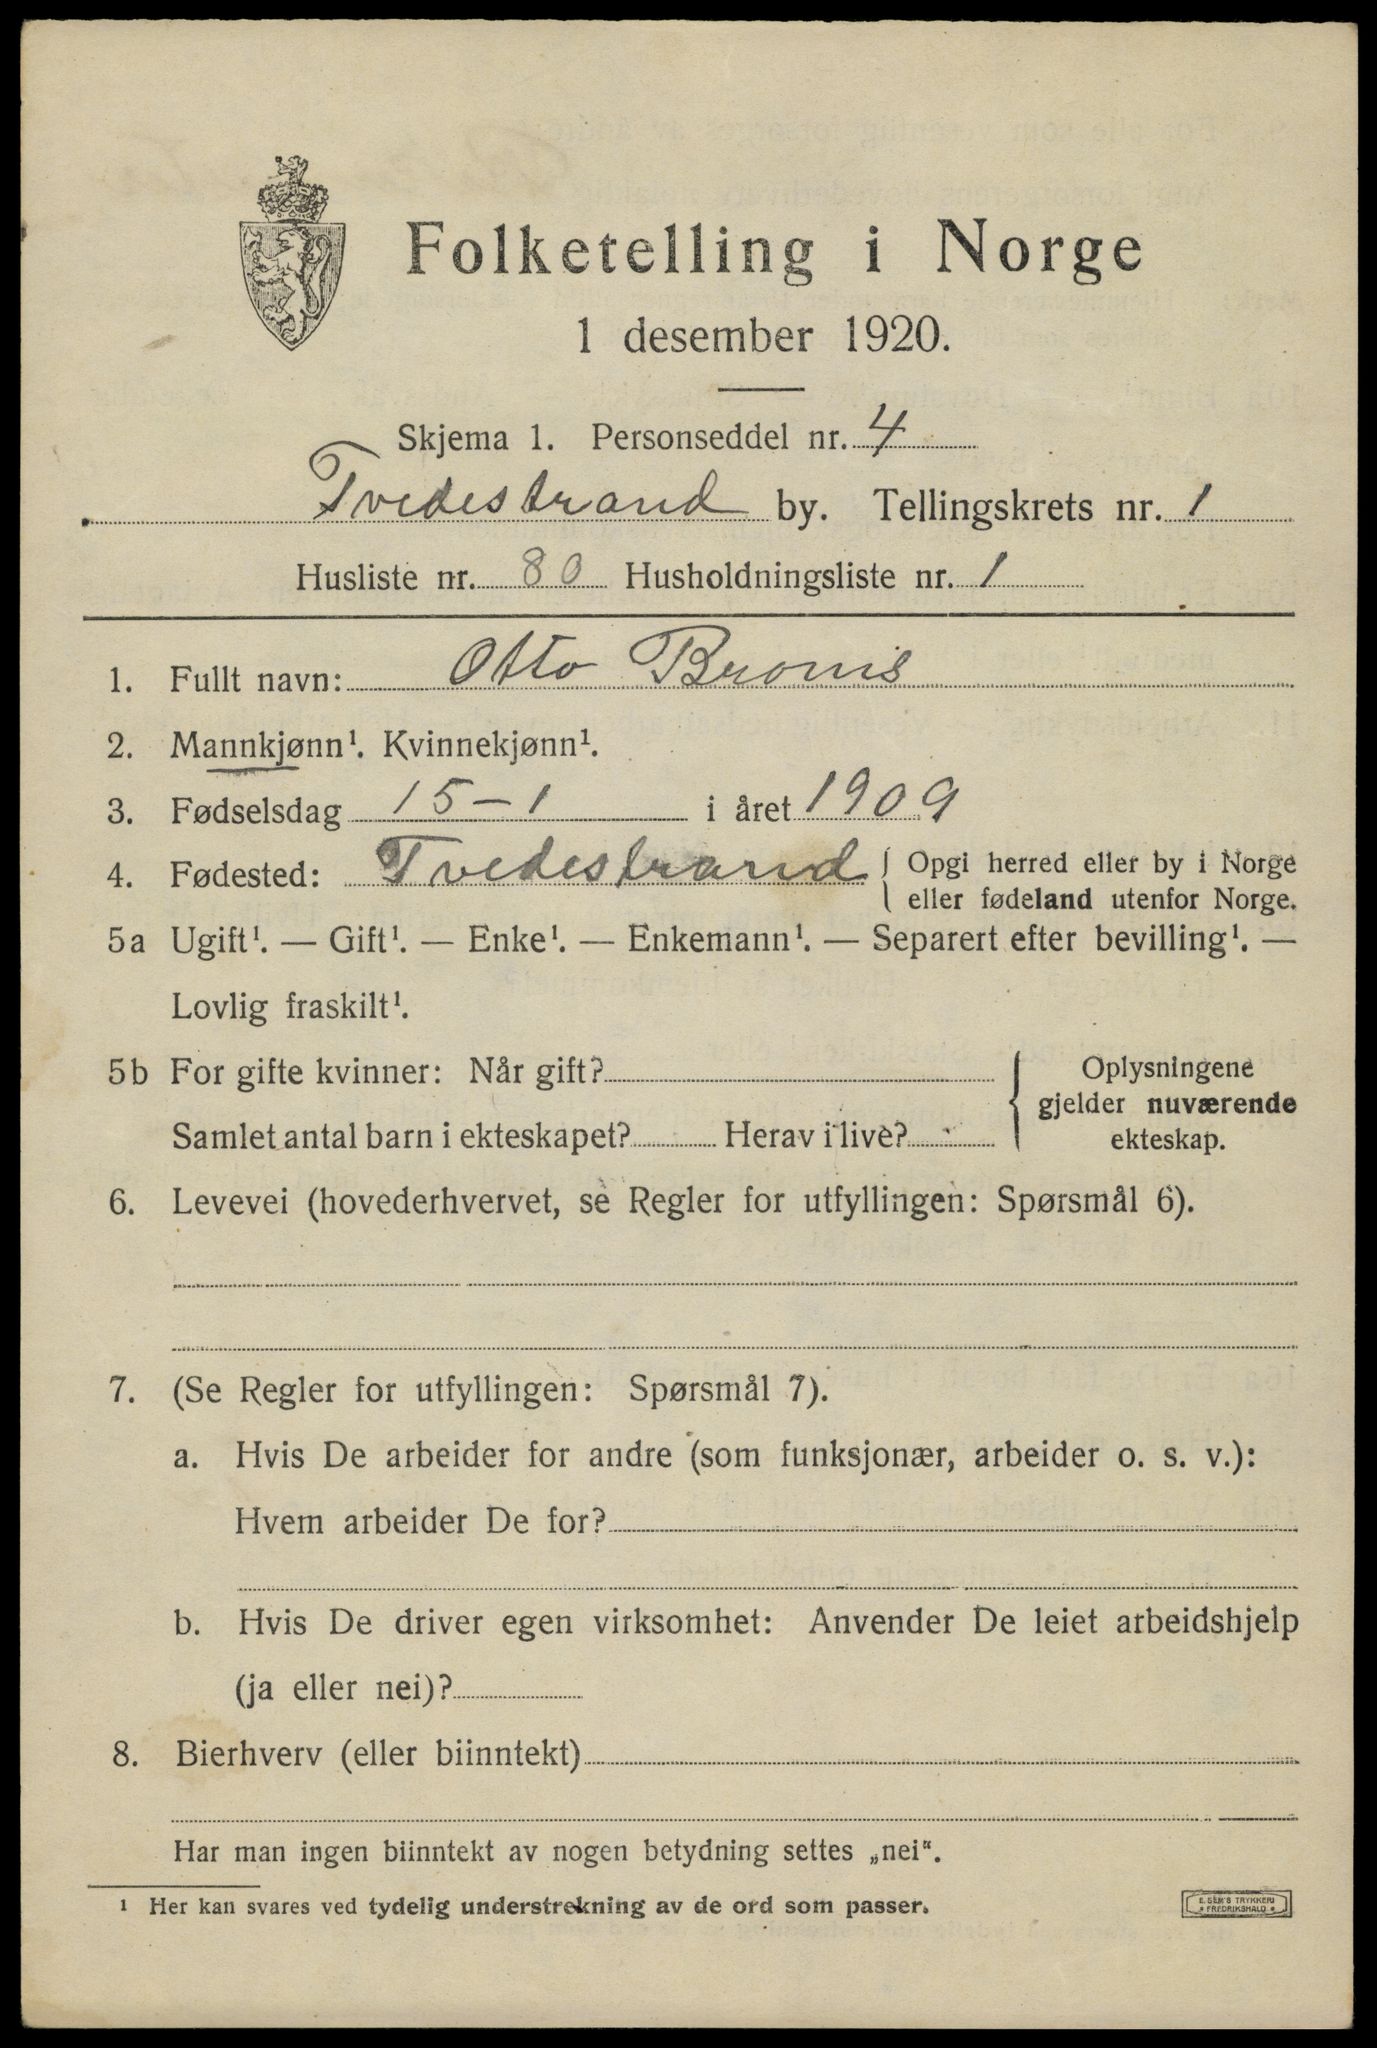 Folketelling i Norge
1 desember 1920.
Skjema 1. Personseddel nr. 4
Tvedestrand by. Tellingskrets nr. 1
Husliste nr. 80 Husholdningsliste nr. 1
1. Fullt navn: Otto Bromis
2. Mannkjønn¹. Kvinnekjønn¹.
3. Fødselsdag 15-1 i året 1909
4. Fødested: Tvedestrand { Opgi herred eller by i Norge
eller fødeland utenfor Norge.
5a Ugift¹. — Gift¹. — Enke¹. — Enkemann¹. — Separert efter bevilling¹. —
Lovlig fraskilt¹.
5b For gifte kvinner: Når gift?
Samlet antal barn i ekteskapet? Herav i live?
{ Oplysningene
gjelder nuværende
ekteskap.
6. Levevei (hovederhvervet, se Regler for utfyllingen: Spørsmål 6).
7. (Se Regler for utfyllingen: Spørsmål 7).
a. Hvis De arbeider for andre (som funksjonær, arbeider o. s. v.):
Hvem arbeider De for?
b. Hvis De driver egen virksomhet: Anvender De leiet arbeidshjelp
(ja eller nei)?
8. Bierhverv (eller biinntekt)
Har man ingen biinntekt av nogen betydning settes „nei“.
¹ Her kan svares ved tydelig understrekning av de ord som passer.
E. SEM'S TRYKKERI
FREDRIKSHALD